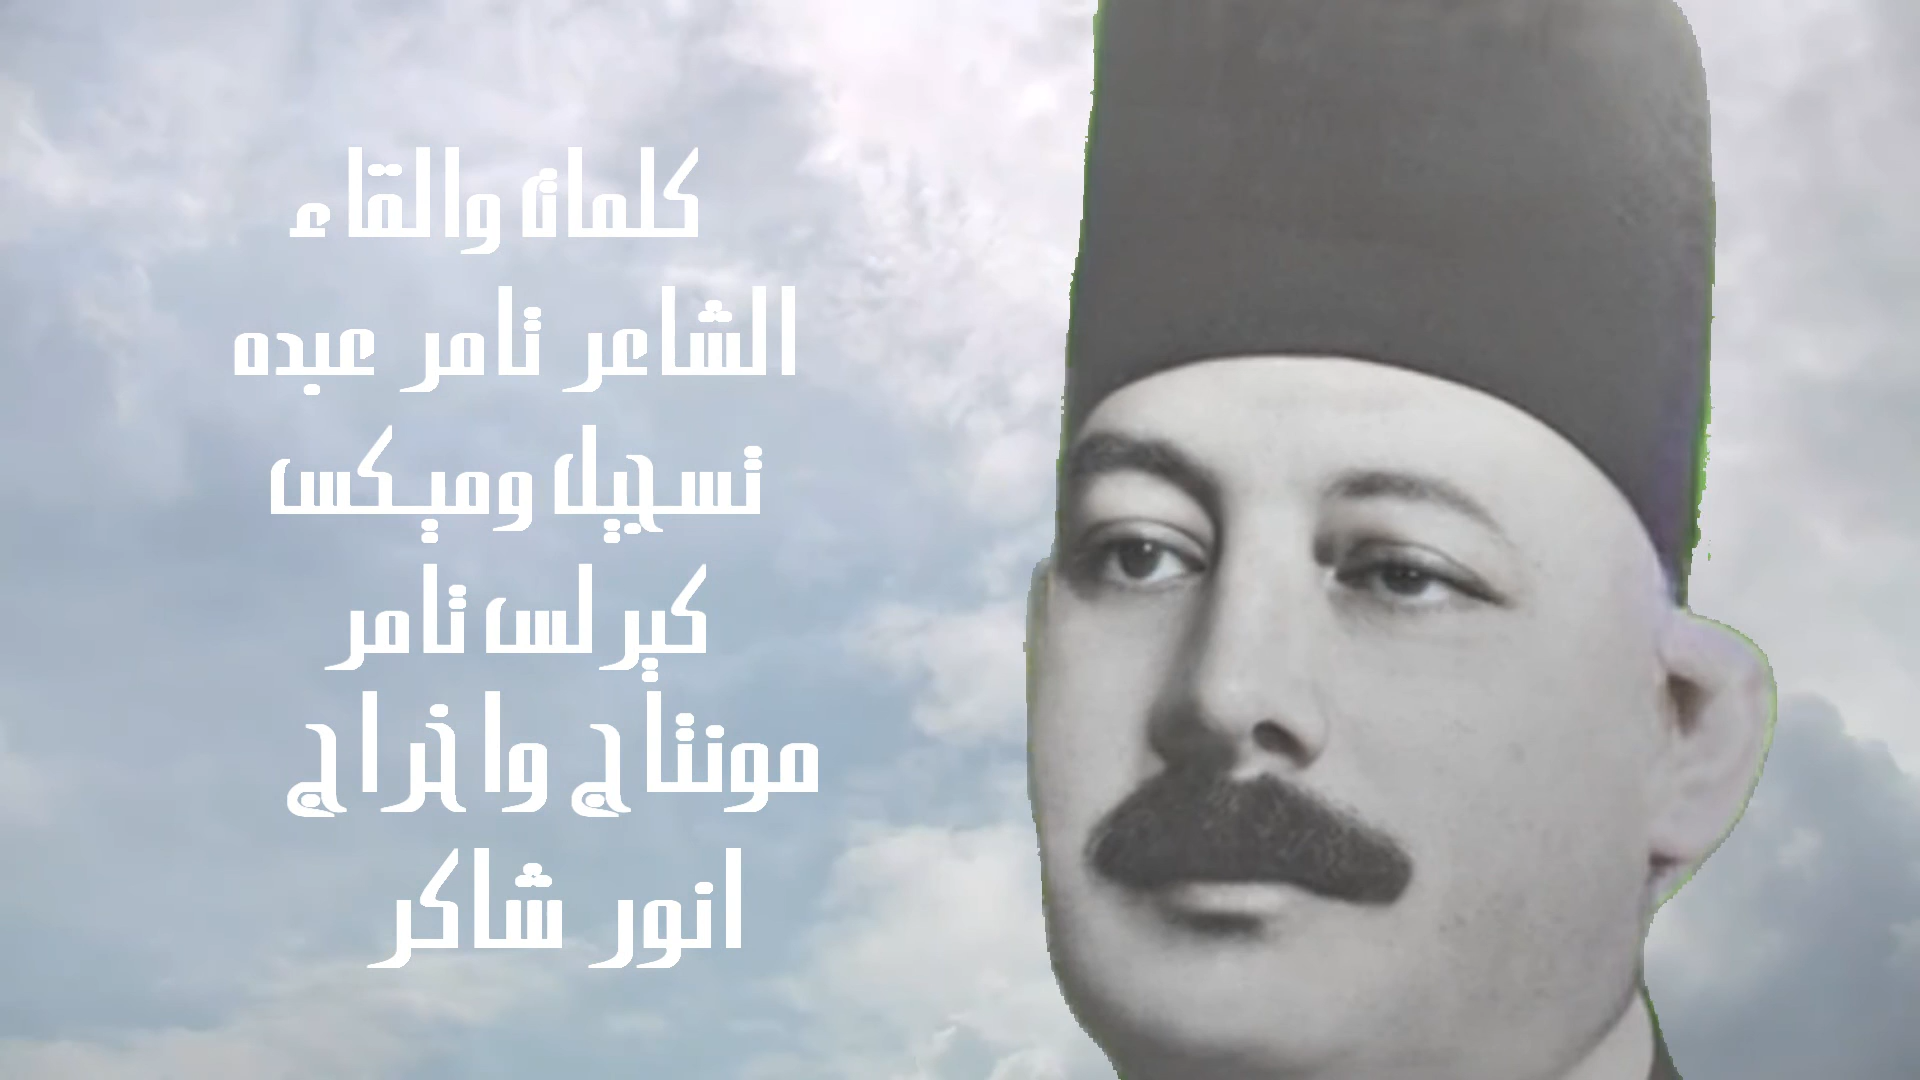 كلمات والقاء
الشاعر تامر عبده
تسجيل وميكس
كيرلس تامر
مونتاج واخراج
انور شاكر